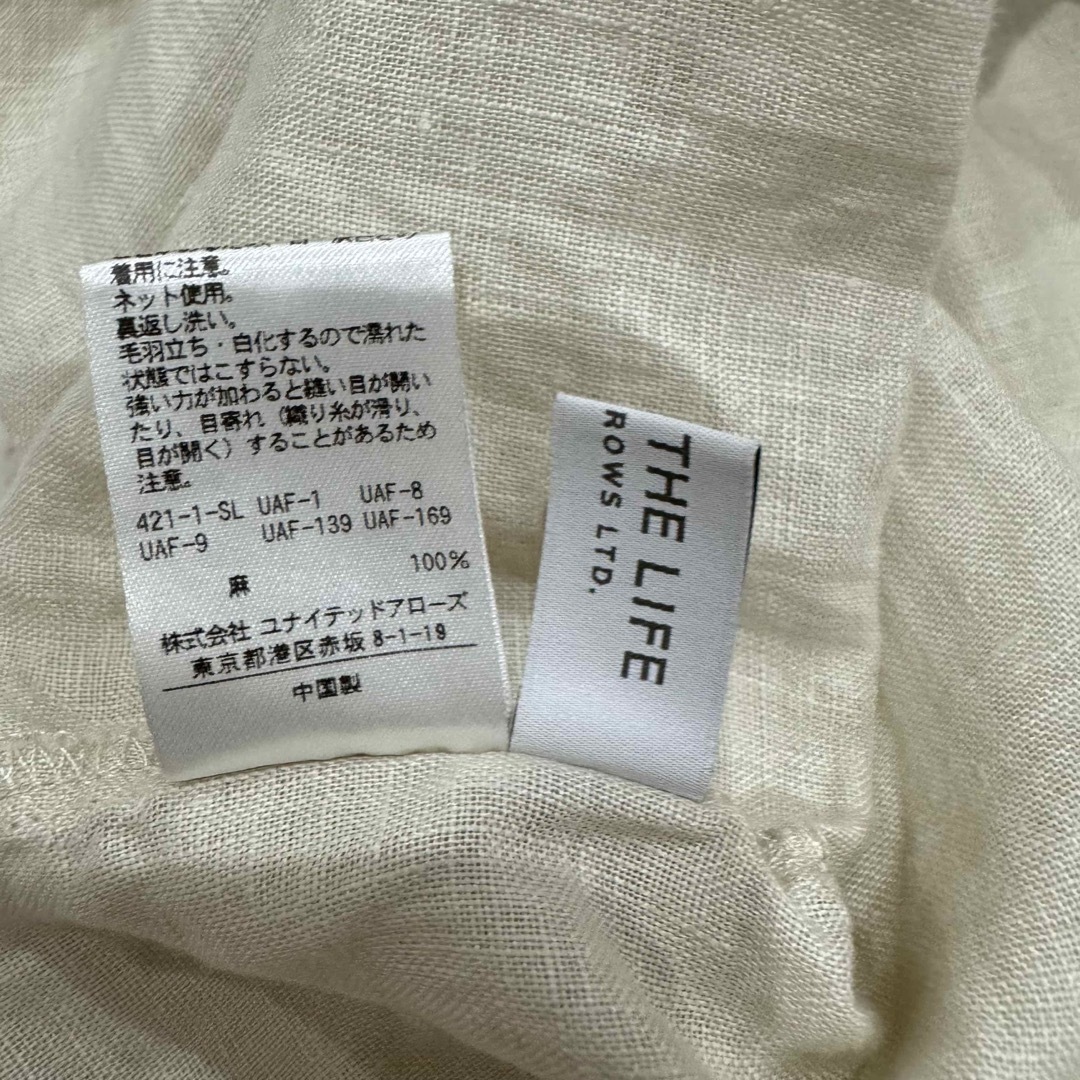 着用に注意。
ネット使用。
裏返し洗い。
毛羽立ち・白化するので濡れた
状態ではこすらない。
強い力が加わると縫い目が開い
たり、目寄れ（織り糸が滑り、
目が開く）することがあるため
注意。
421-1-SL UAF-1 UAF-8
UAF-9 UAF-139 UAF-169
麻 100%
株式会社 ユナイテッドアローズ
東京都港区赤坂 8-1-19
中国製
THE LIFE
ROWS LTD.